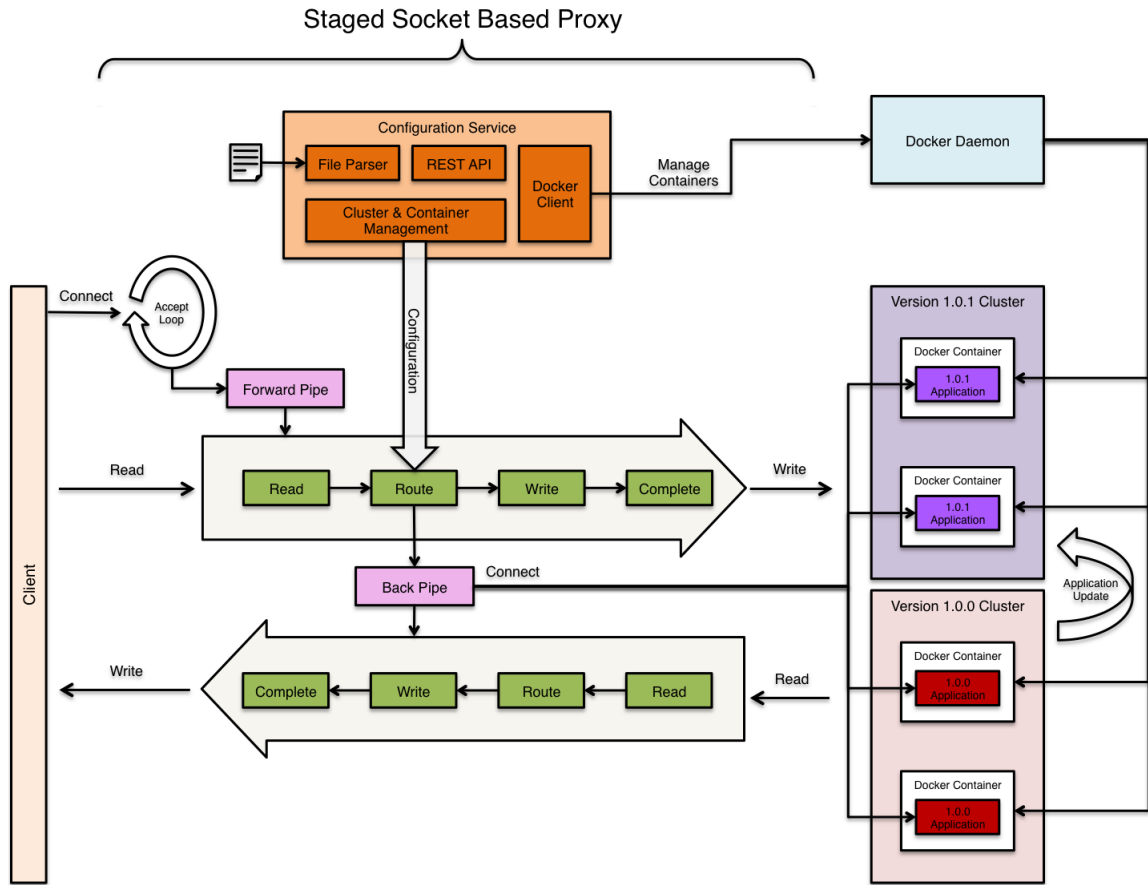 Staged Socket Based Proxy
Configuration Service
File Parser
REST API
Docker
Client
Cluster & Container
Management
Manage
Containers
Docker Daemon
Connect
Accept
Loop
Configuration
Forward Pipe
Version 1.0.1 Cluster
Docker Container
1.0.1
Application
Read
Read
Route
Write
Complete
Write
Docker Container
1.0.1
Application
Client
Back Pipe
Connect
Application
Update
Version 1.0.0 Cluster
Docker Container
1.0.0
Application
Write
Complete
Write
Route
Read
Read
Docker Container
1.0.0
Application